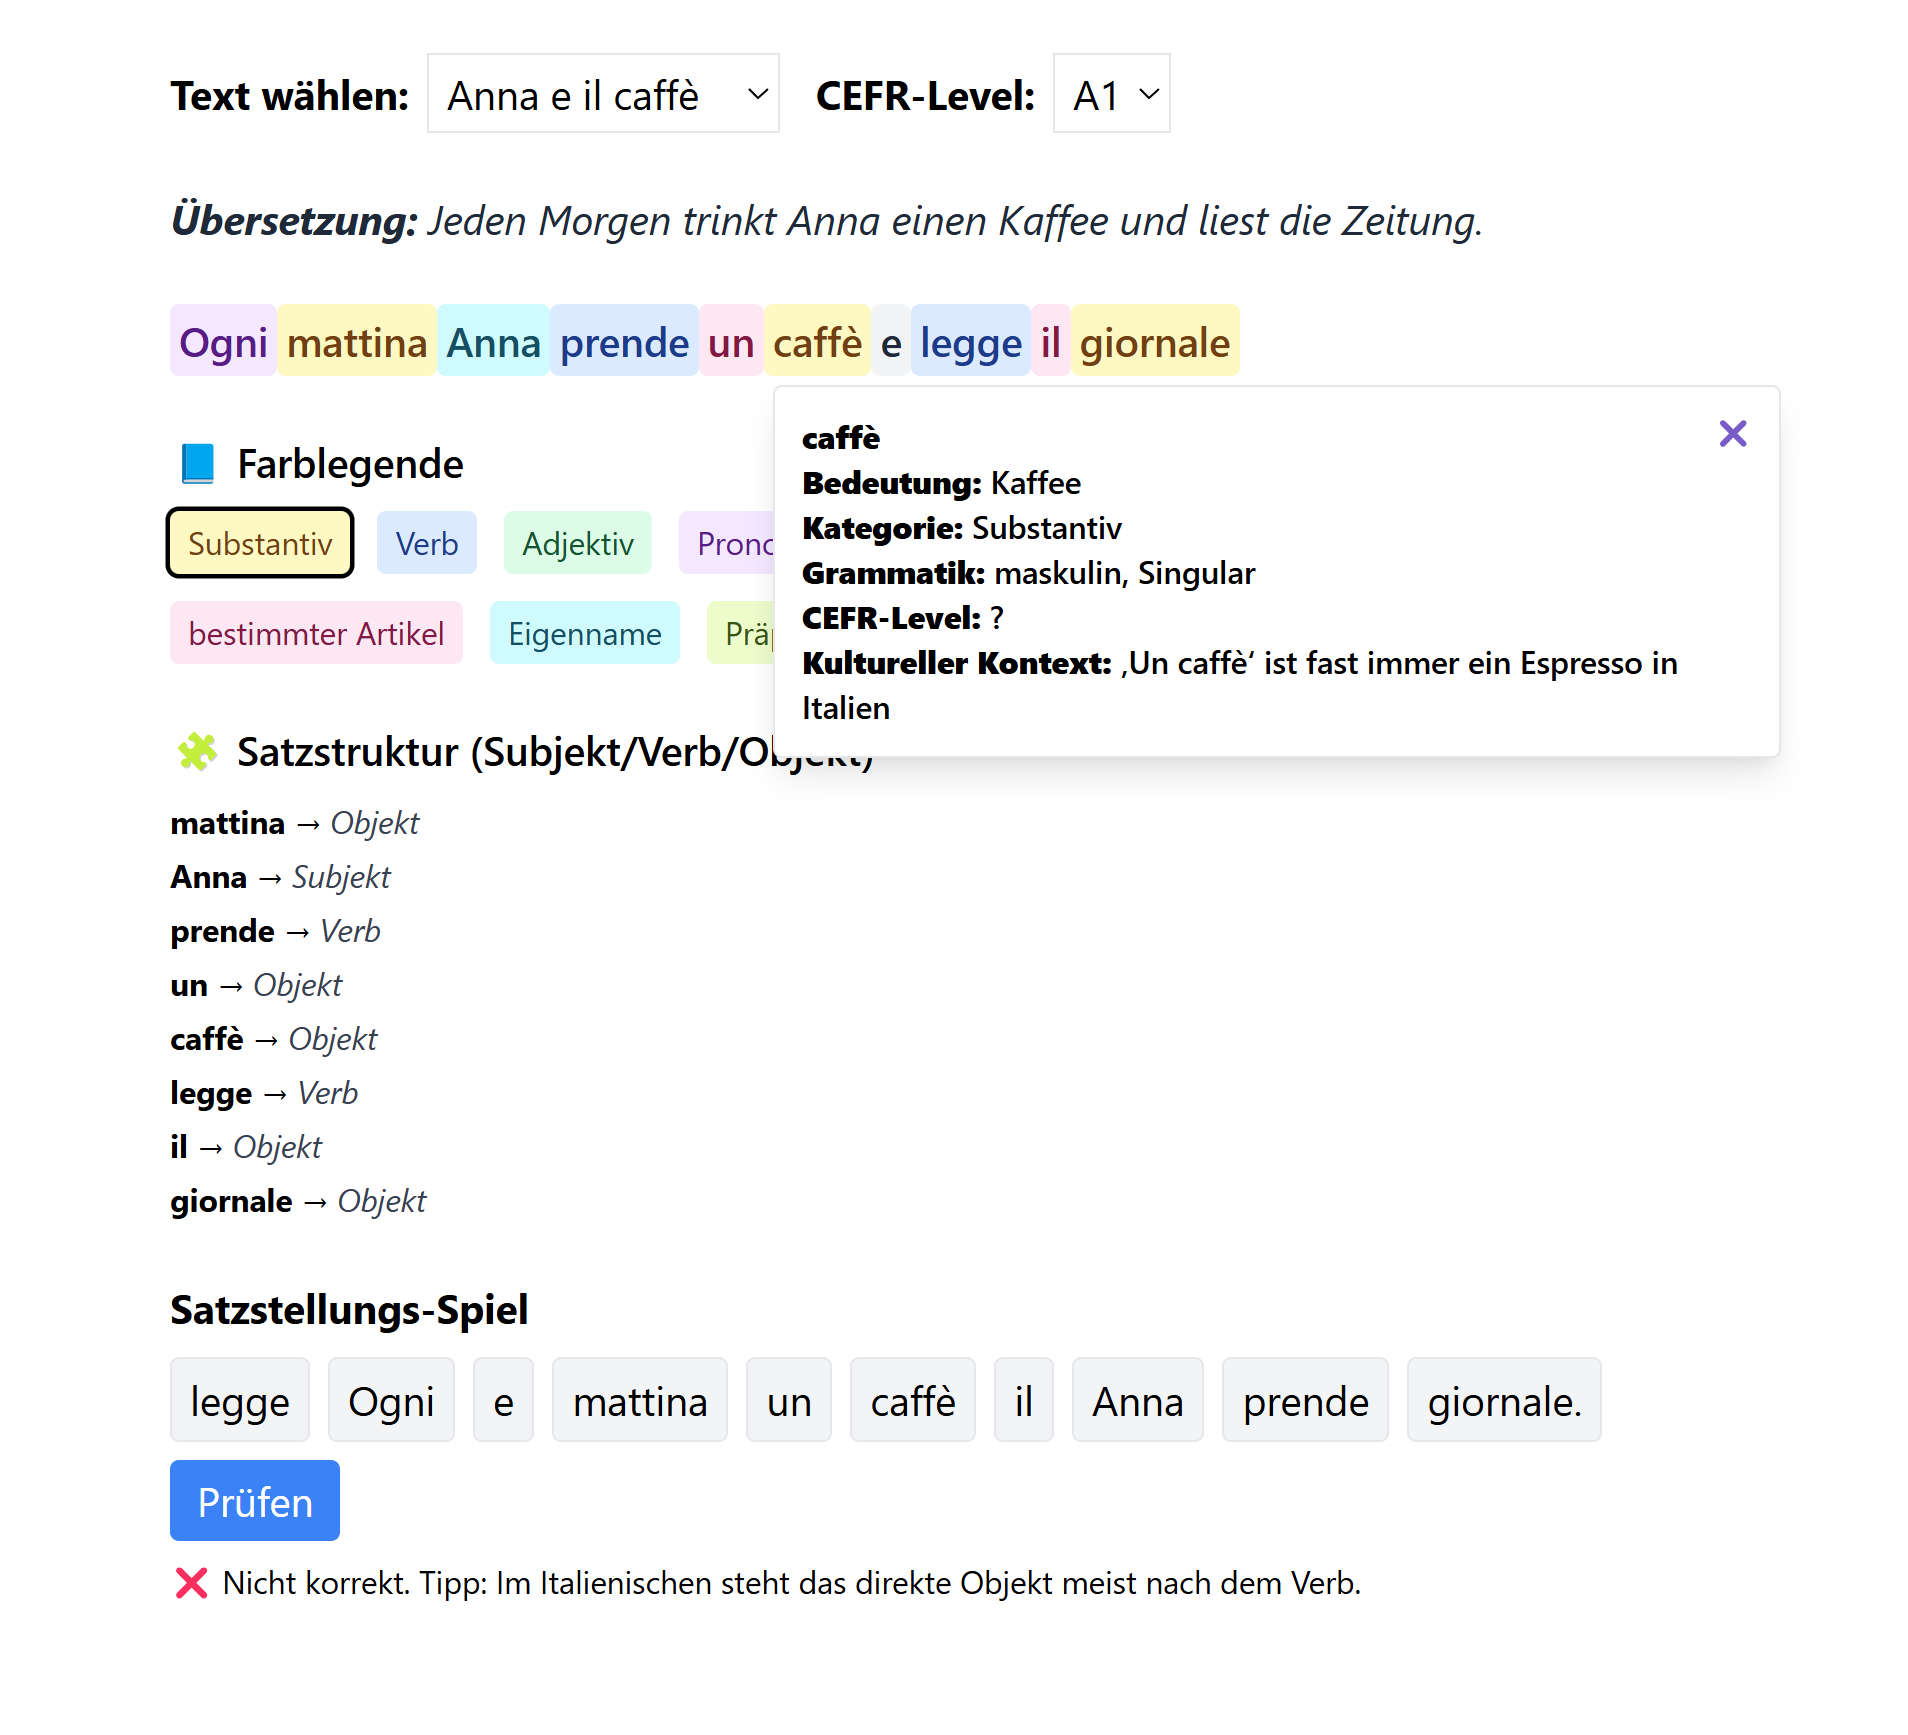 Text wählen: Anna e il caffè CEFR-Level: A1
Übersetzung: Jeden Morgen trinkt Anna einen Kaffee und liest die Zeitung.
Ogni mattina Anna prende un caffè e legge il giornale
caffè
Bedeutung: Kaffee
Kategorie: Substantiv
Grammatik: maskulin, Singular
CEFR-Level: ?
Kultureller Kontext: ‚Un caffè‘ ist fast immer ein Espresso in
Italien
Farblegende
Substantiv Verb Adjektiv
bestimmter Artikel Eigenname
Satzstruktur (Subjekt/Verb/Objekt)
mattina → Objekt
Anna → Subjekt
prende → Verb
un → Objekt
caffè → Objekt
legge → Verb
il → Objekt
giornale → Objekt
Satzstellungs-Spiel
legge Ogni e mattina un caffè il Anna prende giornale.
Prüfen
Nicht korrekt. Tipp: Im Italienischen steht das direkte Objekt meist nach dem Verb.